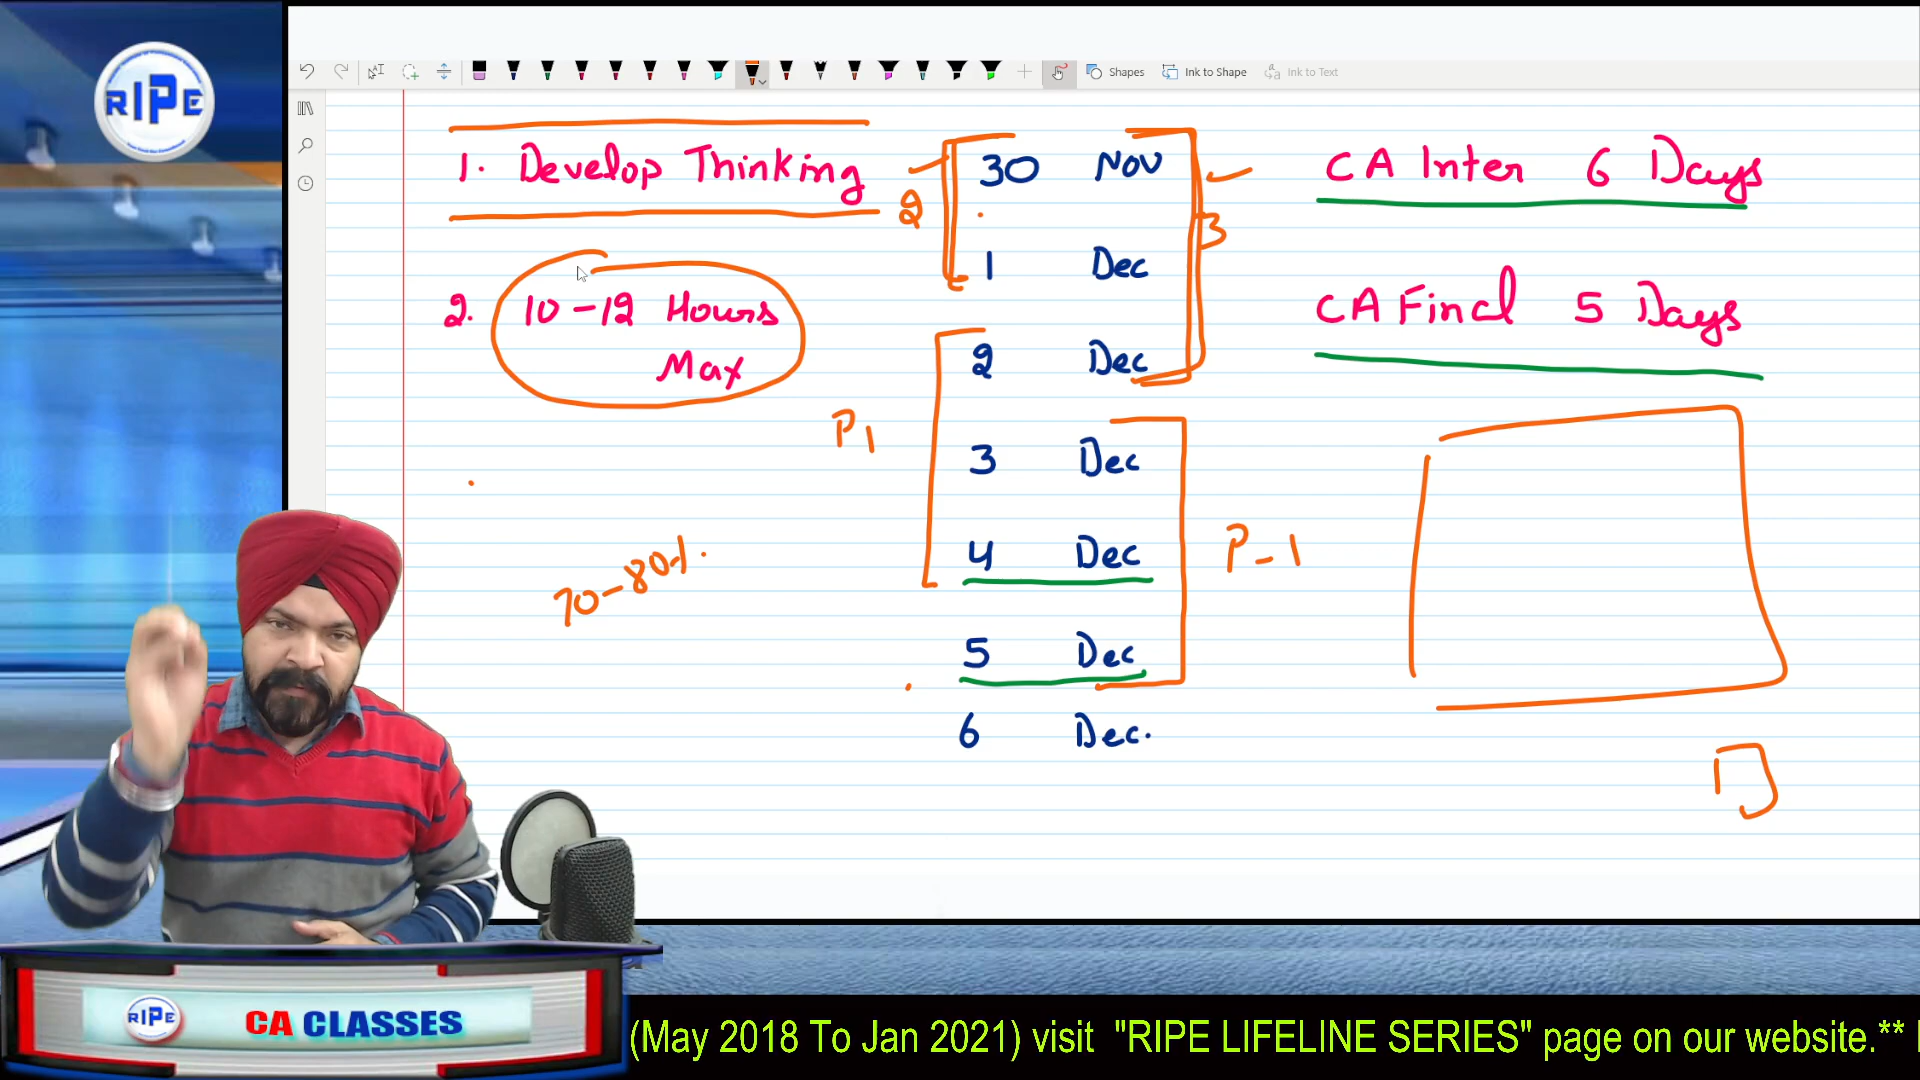 RIPE
Shapes
Ink to Shape
Ink to Text
1. Develop Thinking
2. 10-12 Hours
Max
70-80%.
2
30 Nov
1 Dec
2 Dec
3 Dec
4 Dec
5 Dec
6 Dec.
3
P1
P-1
CA Inter 6 Days
CA Final 5 Days
RIPE
CA CLASSES
(May 2018 To Jan 2021) visit "RIPE LIFELINE SERIES" page on our website.**